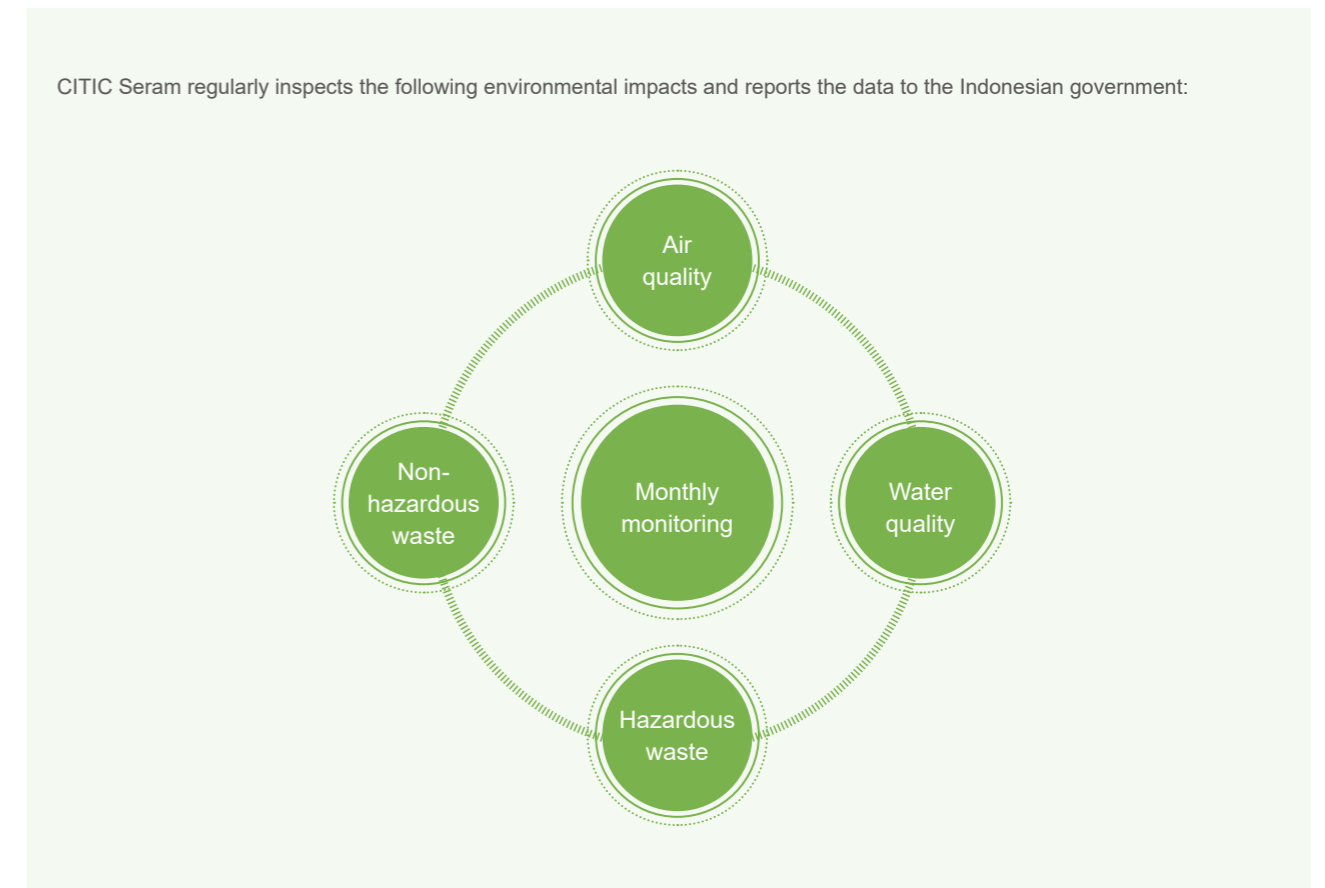 CITIC Seram regularly inspects the following environmental impacts and reports the data to the Indonesian government:
Air
quality
Non-
hazardous
waste
Monthly
monitoring
Water
quality
Hazardous
waste